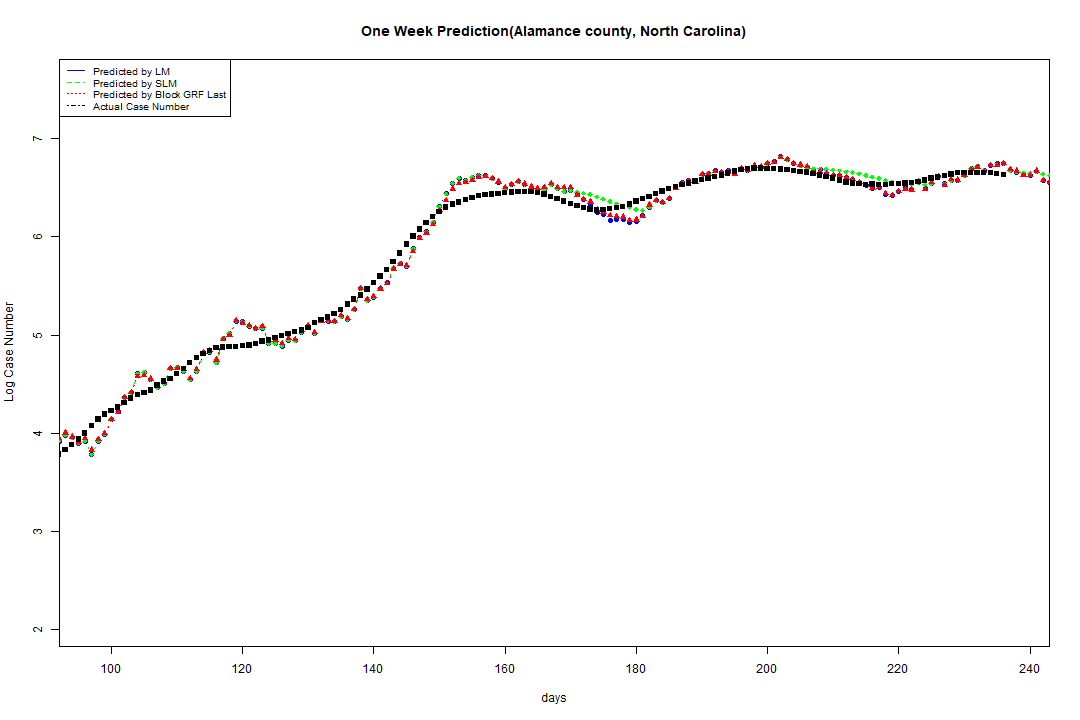 One Week Prediction(Alamance county, North Carolina)
Predicted by LM
Predicted by SLM
Predicted by Block GRF Last
Actual Case Number
Log Case Number
7
6
5
4
3
2
100 120 140 160 180 200 220 240
days